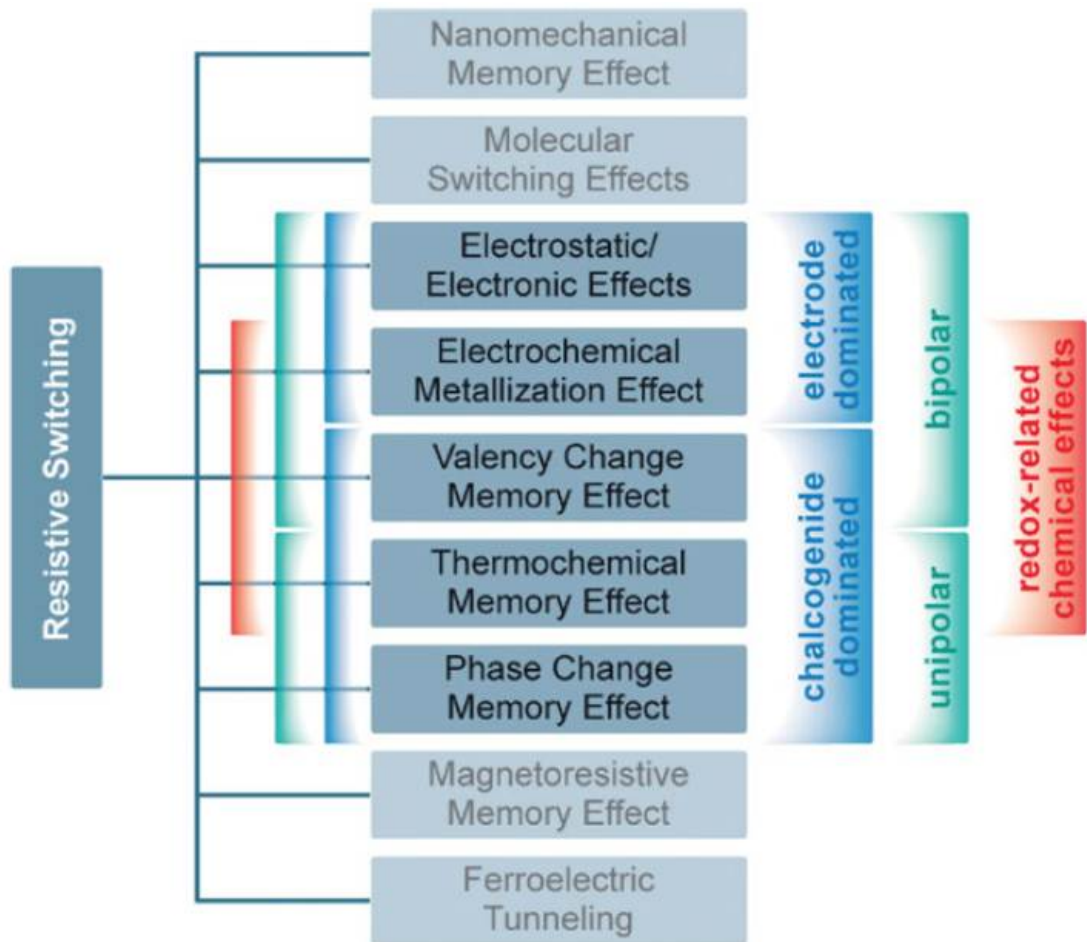 Resistive Switching
Nanomechanical
Memory Effect
Molecular
Switching Effects
Electrostatic/
Electronic Effects
Electrochemical
Metallization Effect
Valency Change
Memory Effect
Thermochemical
Memory Effect
Phase Change
Memory Effect
Magnetoresistive
Memory Effect
Ferroelectric
Tunneling
electrode
dominated
chalcogenide
dominated
bipolar
unipolar
redox-related
chemical effects